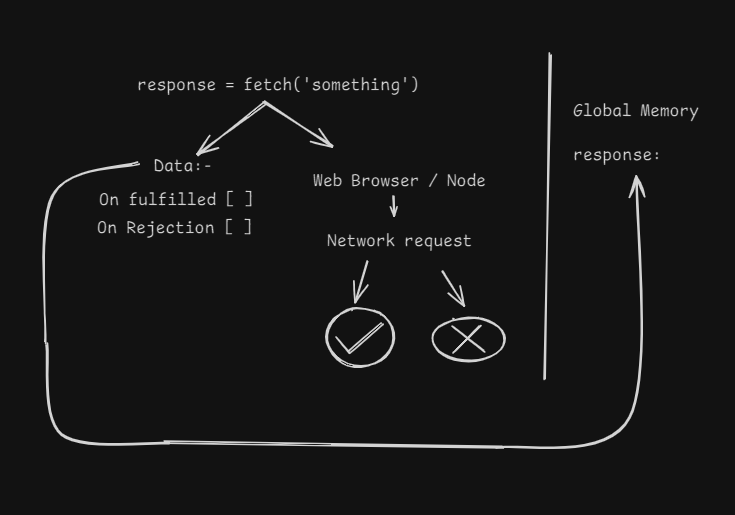 response = fetch('something')
Global Memory
response:
Data:-
On fulfilled [ ]
On Rejection [ ]
Web Browser / Node
Network request